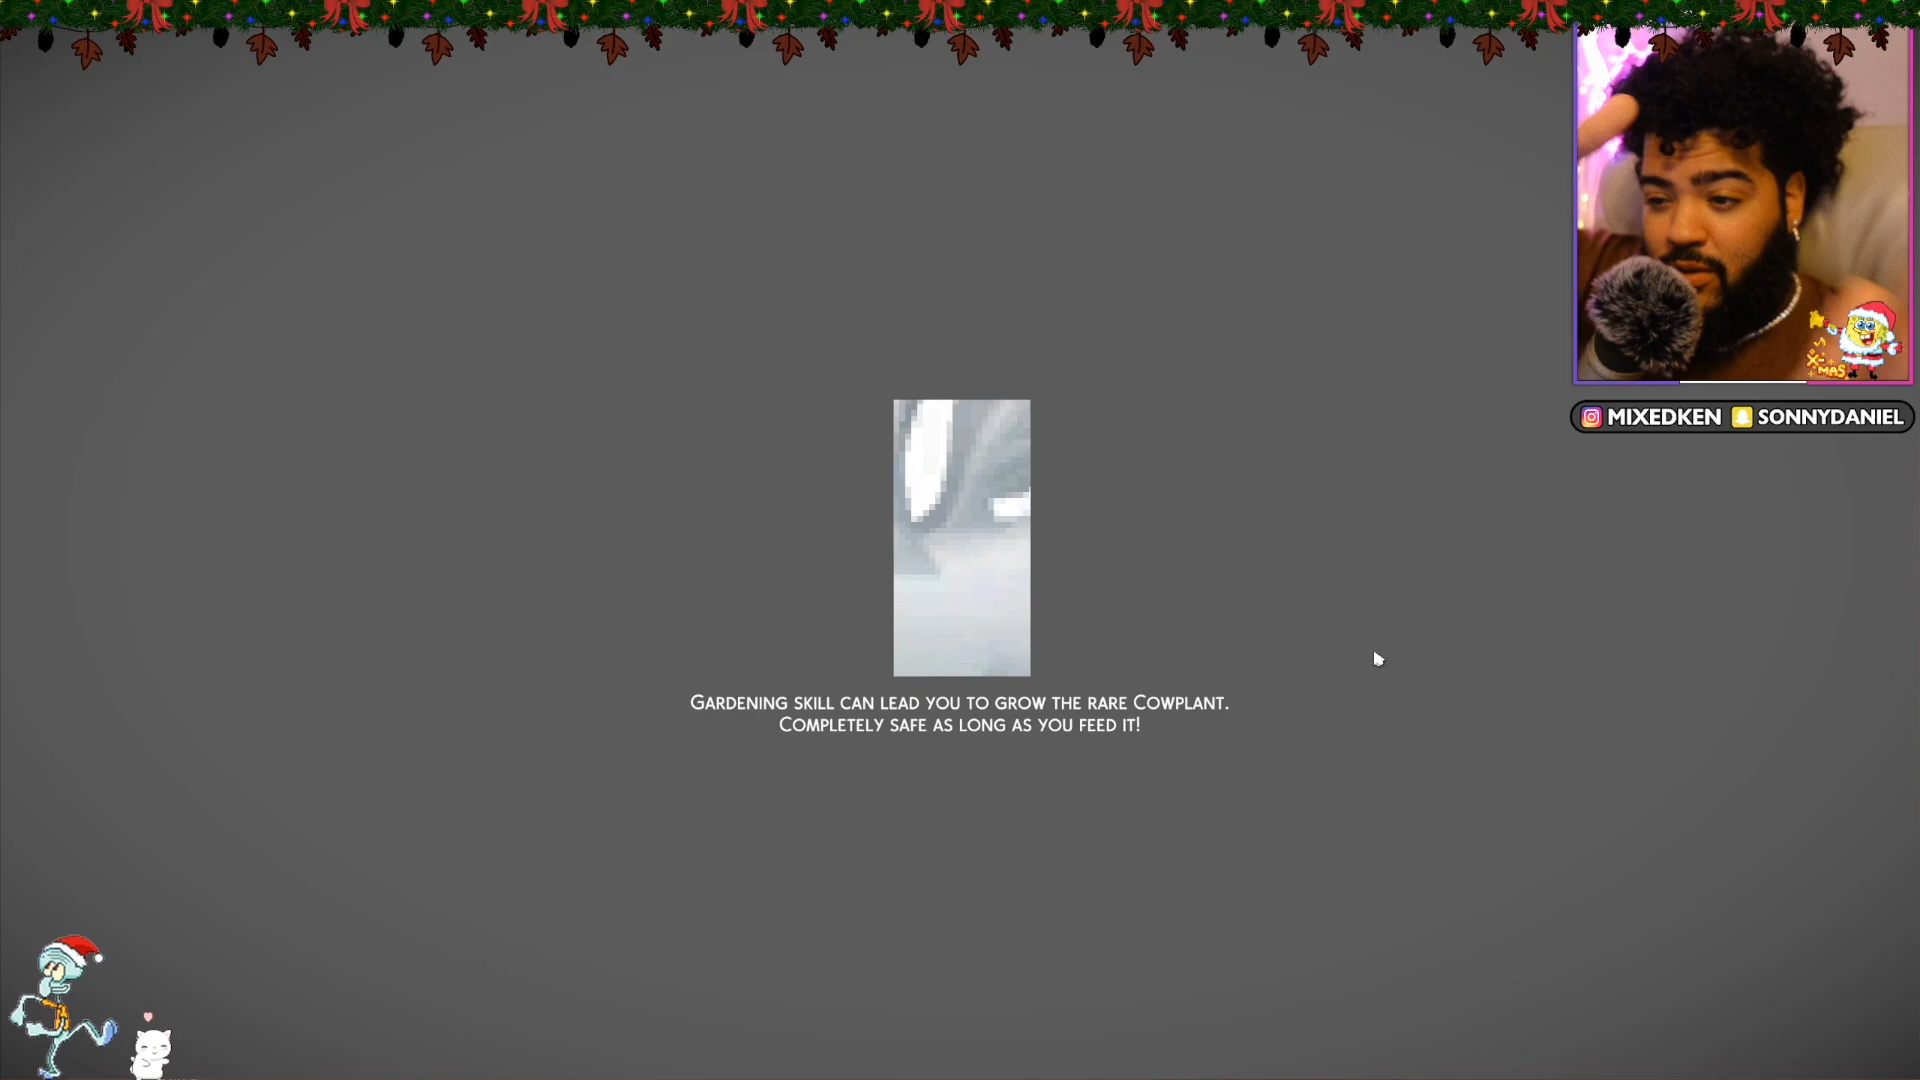 MIXEDKEN SONNYDANIEL
GARDENING SKILL CAN LEAD YOU TO GROW THE RARE COWPLANT.
COMPLETELY SAFE AS LONG AS YOU FEED IT!
X-MAS